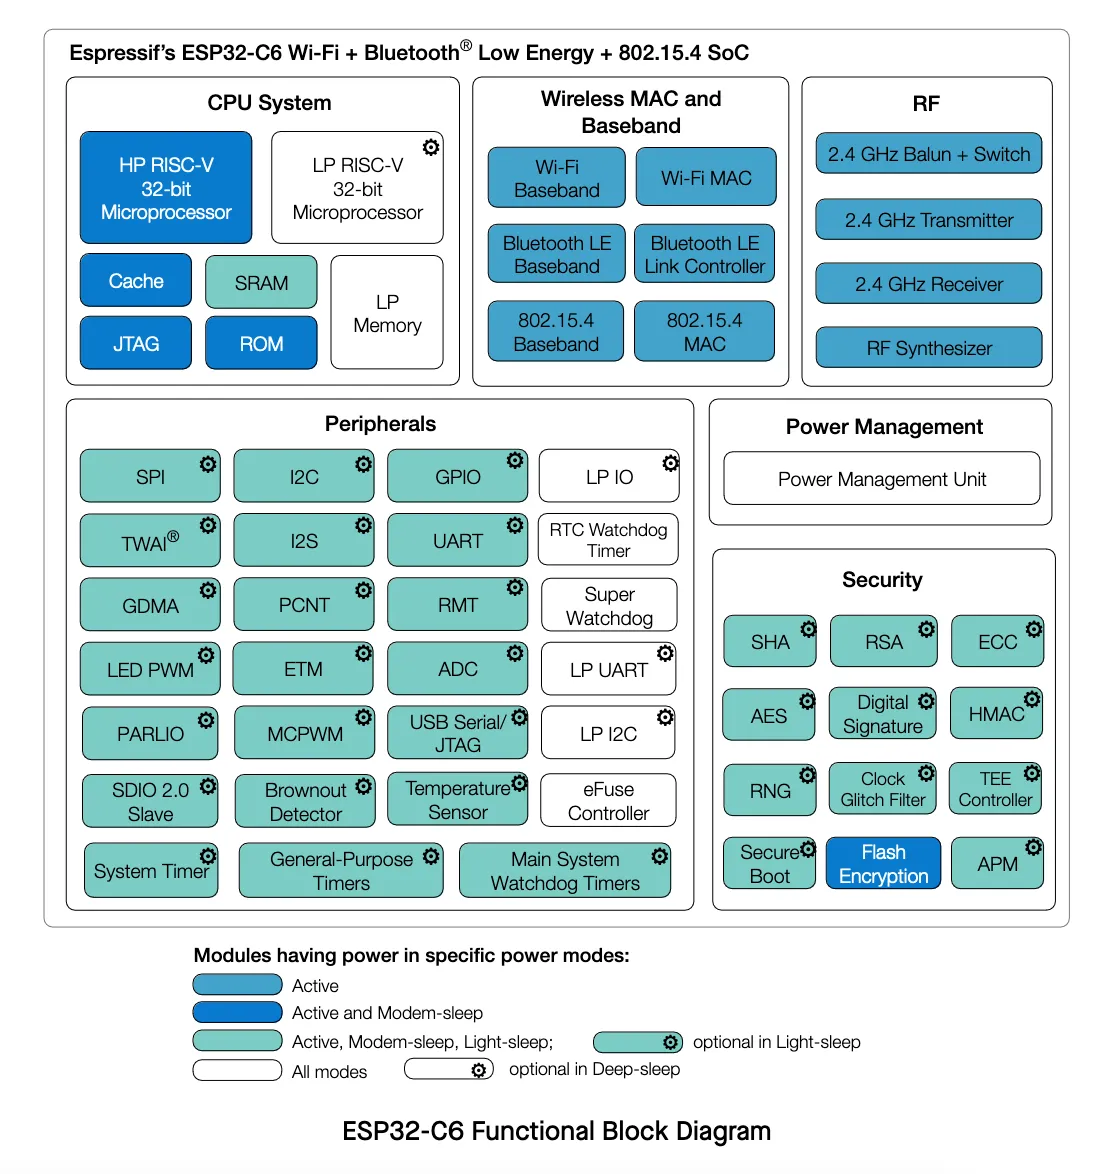 Espressif's ESP32-C6 Wi-Fi + Bluetooth® Low Energy + 802.15.4 SoC
CPU System
HP RISC-V
32-bit
Microprocessor
LP RISC-V
32-bit
Microprocessor
Cache
SRAM
LP
Memory
JTAG
ROM
Wireless MAC and
Baseband
Wi-Fi
Baseband
Wi-Fi MAC
Bluetooth LE
Baseband
Bluetooth LE
Link Controller
802.15.4
Baseband
802.15.4
MAC
RF
2.4 GHz Balun + Switch
2.4 GHz Transmitter
2.4 GHz Receiver
RF Synthesizer
Peripherals
SPI
I2C
GPIO
LP IO
TWAI®
I2S
UART
RTC Watchdog
Timer
GDMA
PCNT
RMT
Super
Watchdog
LED PWM
ETM
ADC
LP UART
PARLIO
MCPWM
USB Serial/
JTAG
LP I2C
SDIO 2.0
Slave
Brownout
Detector
Temperature
Sensor
eFuse
Controller
System Timer
General-Purpose
Timers
Main System
Watchdog Timers
Power Management
Power Management Unit
Security
SHA
RSA
ECC
AES
Digital
Signature
HMAC
RNG
Clock
Glitch Filter
TEE
Controller
Secure
Boot
Flash
Encryption
APM
Modules having power in specific power modes:
Active
Active and Modem-sleep
Active, Modem-sleep, Light-sleep;
optional in Light-sleep
All modes
optional in Deep-sleep
ESP32-C6 Functional Block Diagram